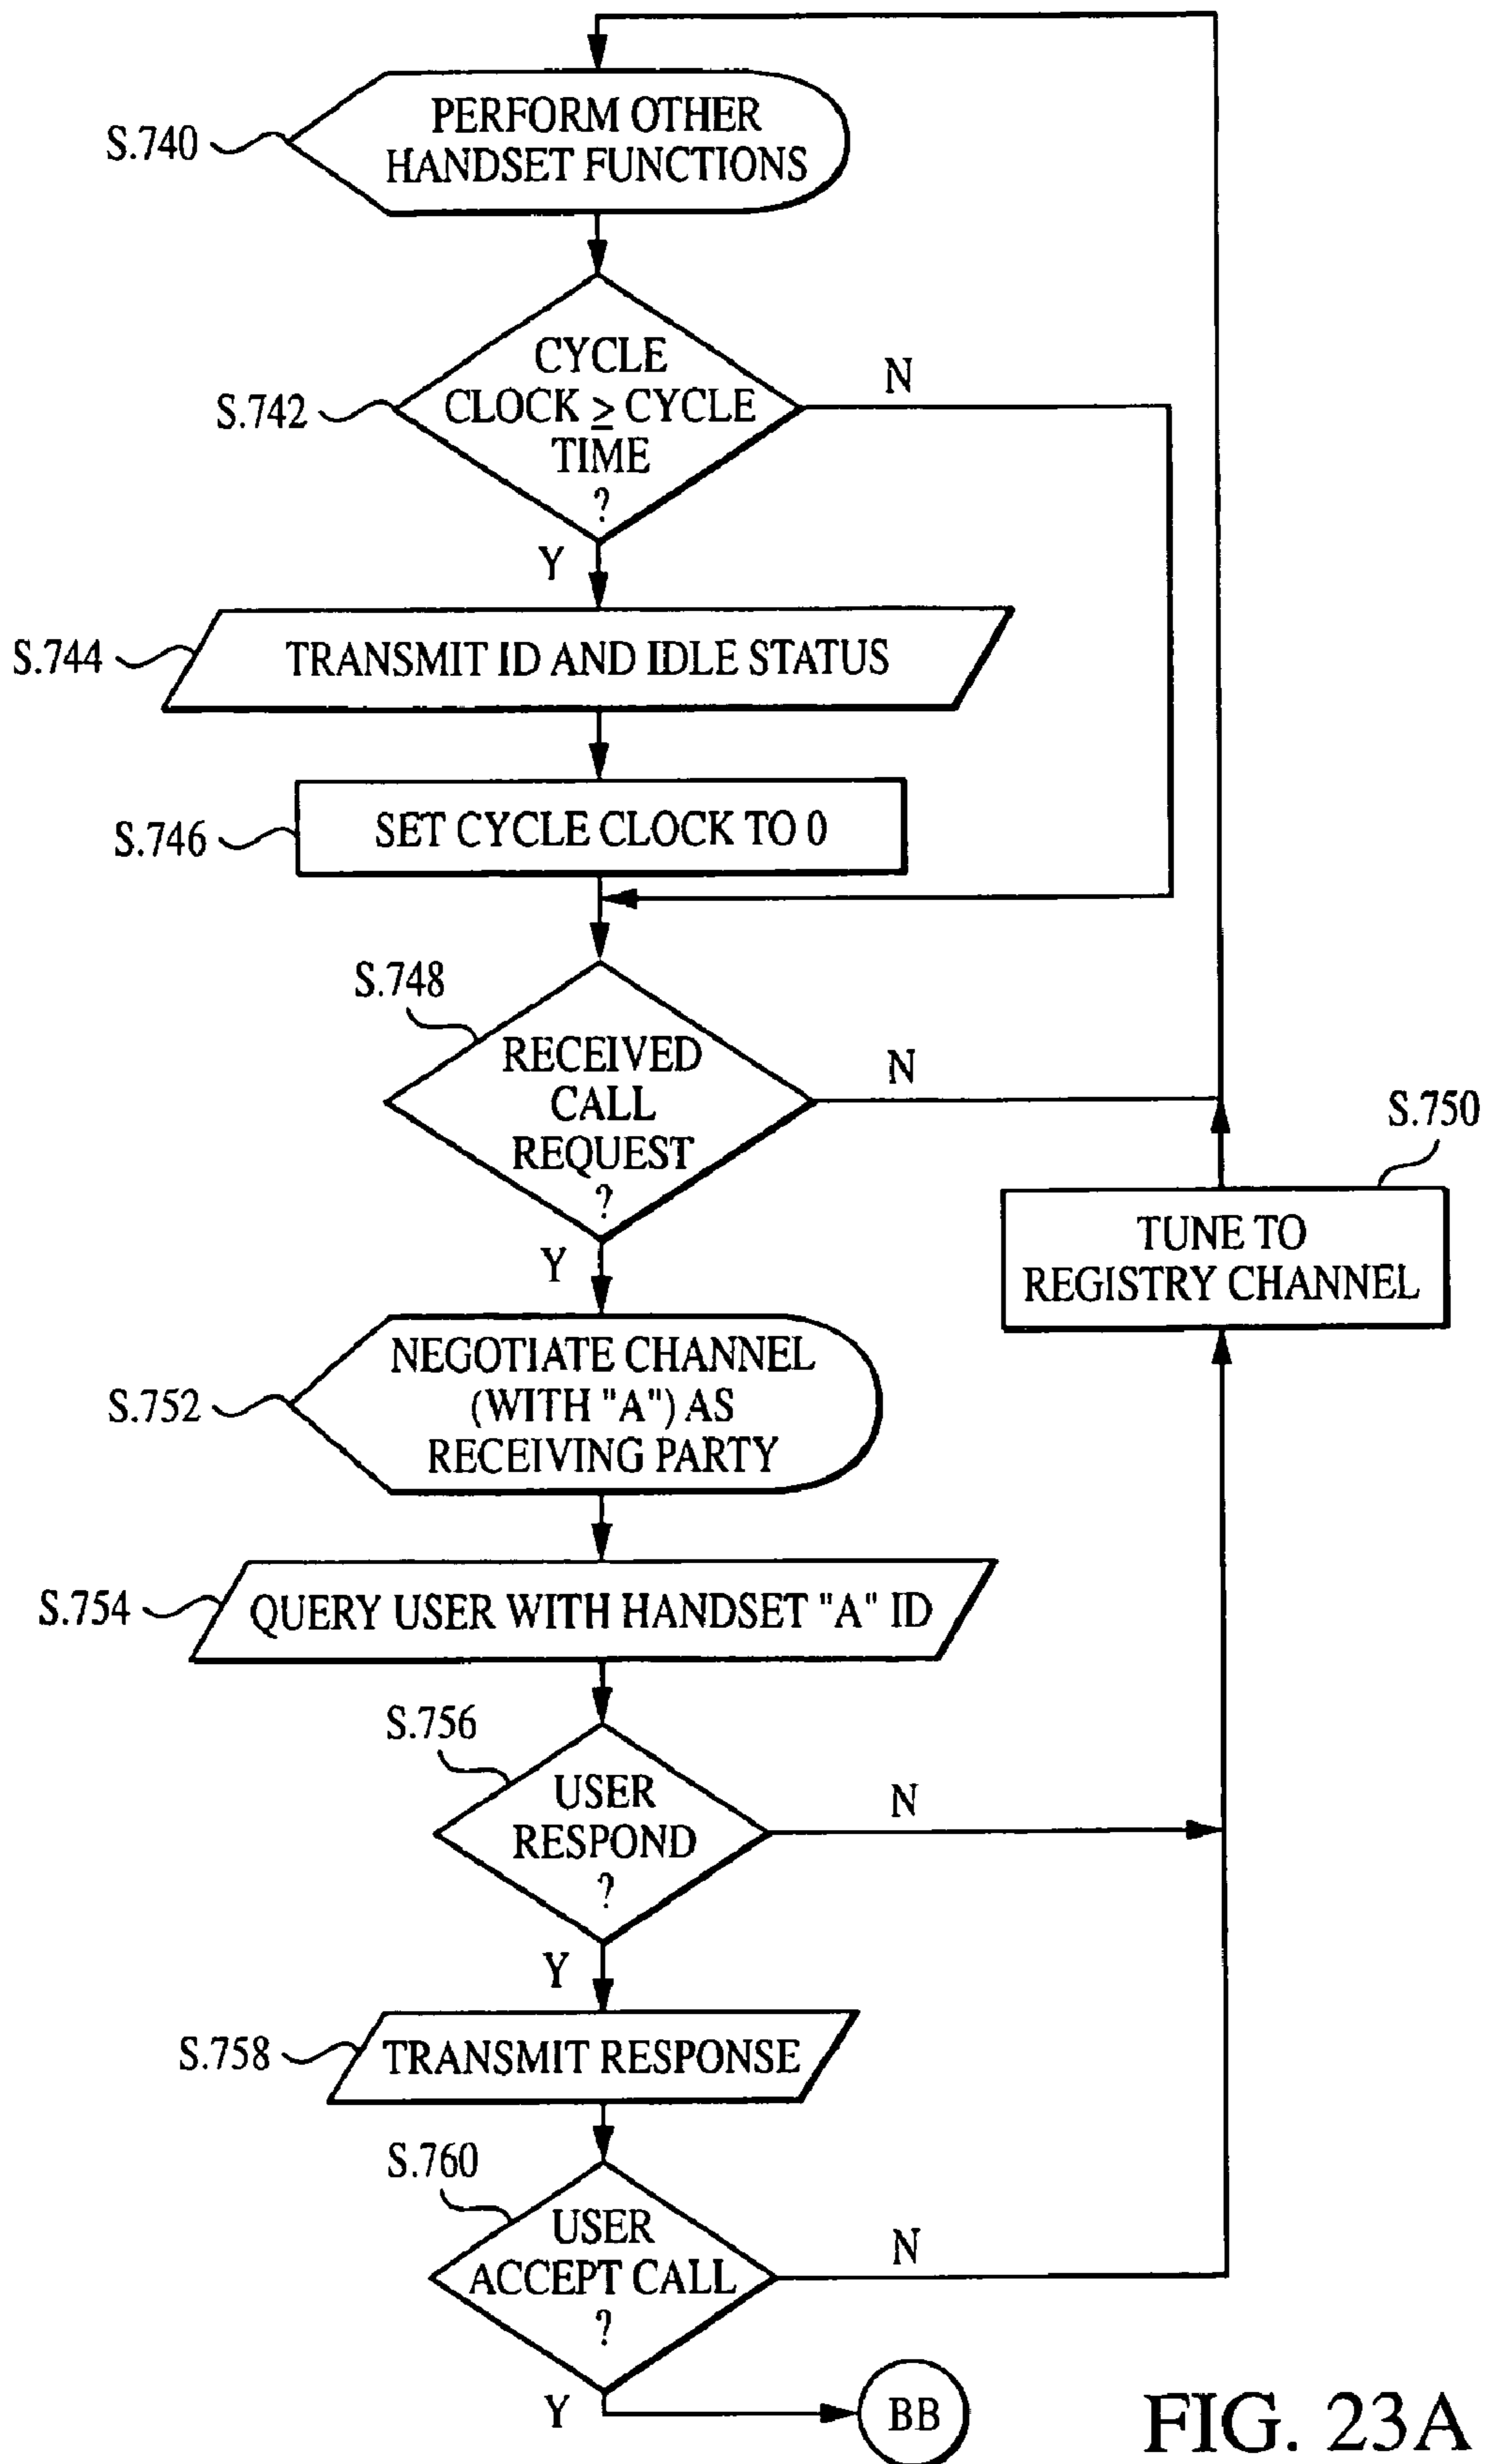 S.740
PERFORM OTHER
HANDSET FUNCTIONS
S.742
CYCLE
CLOCK ≥ CYCLE
TIME
?
N
Y
S.744
TRANSMIT ID AND IDLE STATUS
S.746
SET CYCLE CLOCK TO 0
S.748
RECEIVED
CALL
REQUEST
?
N
Y
S.750
TUNE TO
REGISTRY CHANNEL
S.752
NEGOTIATE CHANNEL
(WITH "A") AS
RECEIVING PARTY
S.754
QUERY USER WITH HANDSET "A" ID
S.756
USER
RESPOND
?
N
Y
S.758
TRANSMIT RESPONSE
S.760
USER
ACCEPT CALL
?
N
Y
BB
FIG. 23A